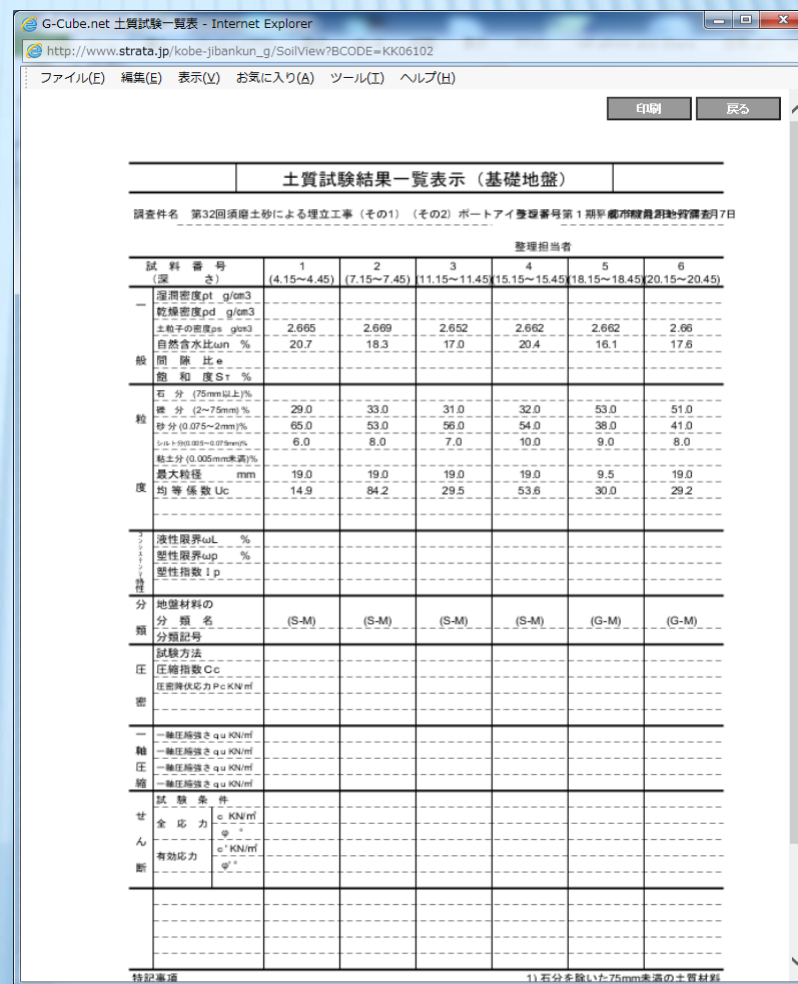 G-Cube.net 土質試験一覧表 - Internet Explorer
http://www.strata.jp/kobe-jibankun_g/SoilView?BCODE=KK06102
ファイル(F) 編集(E) 表示(V) お気に入り(A) ツール(T) ヘルプ(H)
印刷 戻る
土質試験結果一覧表示（基礎地盤）
調査件名 第32回須磨土砂による埋立工事（その1）（その2）ポートアイ 整理番号 第1期 月7日
整理担当者
試料番号 1 2 3 4 5 6
(深さ) (4.15～4.45) (7.15～7.45) (11.15～11.45) (15.15～15.45) (18.15～18.45) (20.15～20.45)
一般
湿潤密度ρt g/cm3
乾燥密度ρd g/cm3
土粒子の密度ρs g/cm3 2.665 2.669 2.652 2.662 2.662 2.66
自然含水比ωn % 20.7 18.3 17.0 20.4 16.1 17.6
間隙比e
飽和度Sτ %
粒度
石分 (75mm以上)%
礫分 (2～75mm) % 29.0 33.0 31.0 32.0 53.0 51.0
砂分 (0.075～2mm)% 65.0 53.0 56.0 54.0 38.0 41.0
シルト分(0.005～0.075mm)% 6.0 8.0 7.0 10.0 9.0 8.0
粘土分 (0.005mm未満)%
最大粒径 mm 19.0 19.0 19.0 19.0 9.5 19.0
均等係数Uc 14.9 84.2 29.5 53.6 30.0 29.2
コンシステンシー特性
液性限界ωL %
塑性限界ωp %
塑性指数Ip
分類
地盤材料の
分類名 (S-M) (S-M) (S-M) (S-M) (G-M) (G-M)
分類記号
圧密
試験方法
圧縮指数Cc
圧密降伏応力Pc KN/㎡
一軸圧縮
一軸圧縮強さqu KN/㎡
一軸圧縮強さqu KN/㎡
一軸圧縮強さqu KN/㎡
一軸圧縮強さqu KN/㎡
せん断
試験条件
全応力 c KN/㎡
φ °
有効応力 c' KN/㎡
φ' °
特記事項 1) 石分を除いた75mm未満の土質材料